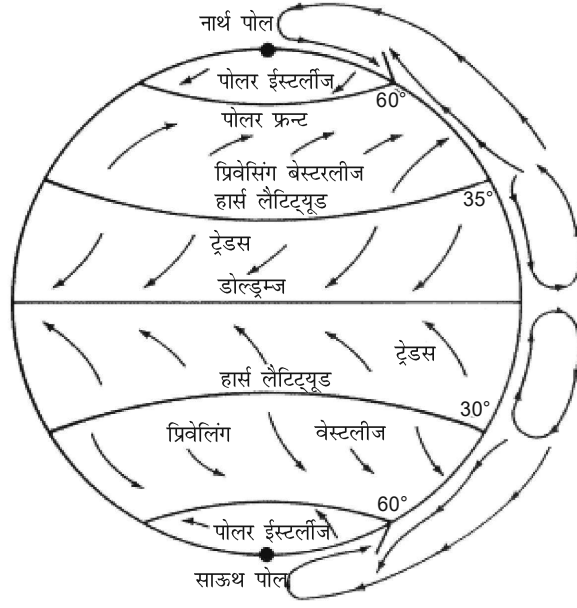 नार्थ पोल
पोलर ईस्टर्लीज
60°
पोलर फ्रन्ट
प्रिवेसिंग बेस्टरलीज
हार्स लैटिट्यूड
35°
ट्रेडस
डोल्ड्रम्ज
ट्रेडस
हार्स लैटिट्यूड
30°
प्रिवेलिंग वेस्टलीज
60°
पोलर ईस्टर्लीज
साऊथ पोल